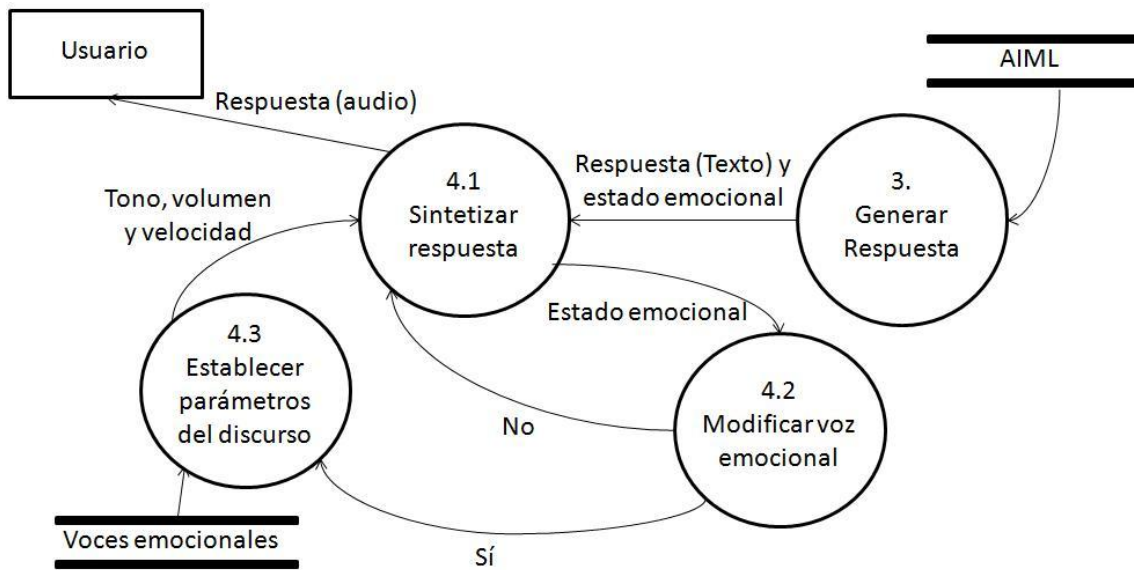 Usuario
AIML
Respuesta (audio)
Respuesta (Texto) y
estado emocional
4.1
Sintetizar
respuesta
3.
Generar
Respuesta
Tono, volumen
y velocidad
Estado emocional
4.3
Establecer
parámetros
del discurso
4.2
Modificar voz
emocional
No
Voces emocionales
Sí